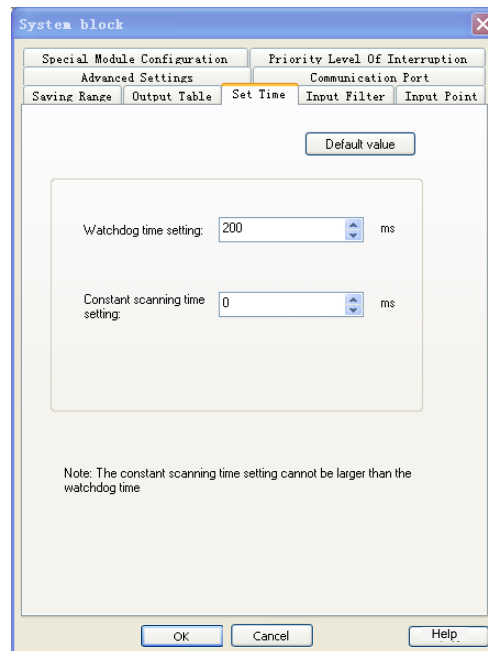 System block
Special Module Configuration Priority Level Of Interruption
Advanced Settings Communication Port
Saving Range Output Table Set Time Input Filter Input Point
Default value
Watchdog time setting: 200 ms
Constant scanning time
setting: 0 ms
Note: The constant scanning time setting cannot be larger than the
watchdog time
OK Cancel Help